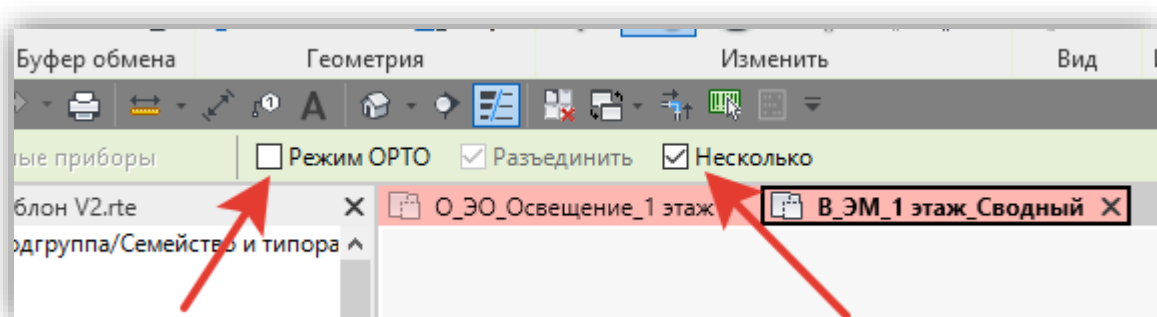 Буфер обмена Геометрия Изменить Вид
А
ные приборы Режим ОРТО Разъединить Несколько
блон V2.rte О_ЭО_Освещение_1 этаж В_ЭМ_1 этаж_Сводный
одгруппа/Семейство и типора